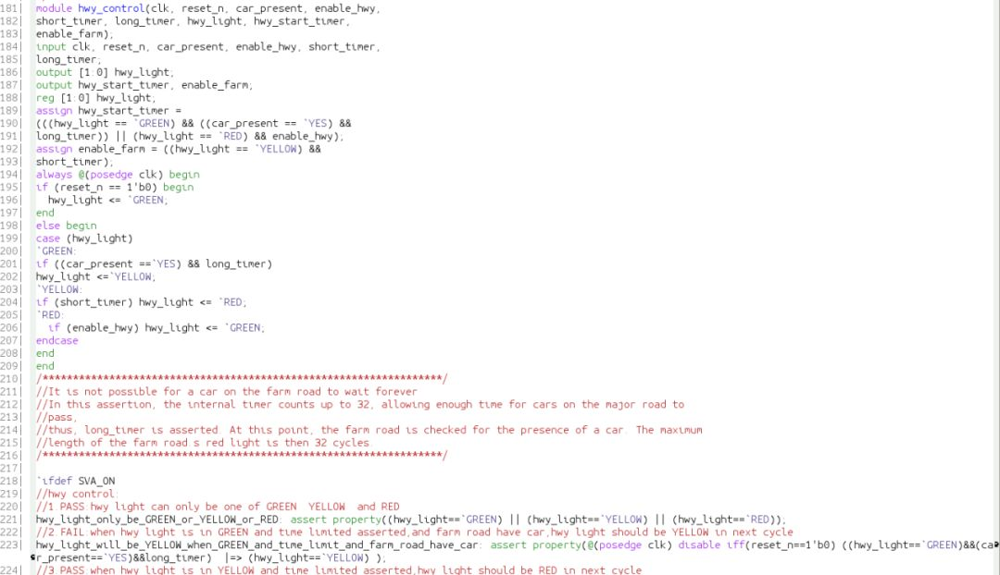 181| module hwy_control(clk, reset_n, car_present, enable_hwy,
182| short_timer, long_timer, hwy_light, hwy_start_timer,
183| enable_farm);
184| input clk, reset_n, car_present, enable_hwy, short_timer,
185| long_timer;
186| output [1:0] hwy_light;
187| output hwy_start_timer, enable_farm;
188| reg [1:0] hwy_light;
189| assign hwy_start_timer =
190| (((hwy_light == `GREEN) && ((car_present == `YES) &&
191| long_timer)) || (hwy_light == `RED) && enable_hwy);
192| assign enable_farm = ((hwy_light == `YELLOW) &&
193| short_timer);
194| always @(posedge clk) begin
195| if (reset_n == 1'b0) begin
196|   hwy_light <= `GREEN;
197| end
198| else begin
199| case (hwy_light)
200| `GREEN:
201| if ((car_present ==`YES) && long_timer)
202| hwy_light <=`YELLOW;
203| `YELLOW:
204| if (short_timer) hwy_light <= `RED;
205| `RED:
206|   if (enable_hwy) hwy_light <= `GREEN;
207| endcase
208| end
209| end
210| /******************************************************************/
211| //It is not possible for a car on the farm road to wait forever
212| //In this assertion, the internal timer counts up to 32, allowing enough time for cars on the major road to
213| //pass,
214| //thus, long_timer is asserted. At this point, the farm road is checked for the presence of a car. The maximum
215| //length of the farm road s red light is then 32 cycles.
216| /******************************************************************/
217|
218| `ifdef SVA_ON
219| //hwy control:
220| //1 PASS:hwy light can only be one of GREEN  YELLOW  and RED
221| hwy_light_only_be_GREEN_or_YELLOW_or_RED: assert property((hwy_light==`GREEN) || (hwy_light==`YELLOW) || (hwy_light==`RED));
222| //2 FAIL:when hwy light is in GREEN and time limited asserted,and farm road have car,hwy light should be YELLOW in next cycle
223| hwy_light_will_be_YELLOW_when_GREEN_and_time_limit_and_farm_road_have_car: assert property(@(posedge clk) disable iff(reset_n==1'b0) ((hwy_light==`GREEN)&&(ca
r_present==`YES)&&long_timer)  |=> (hwy_light==`YELLOW) );
224| //3 PASS:when hwy light is in YELLOW and time limited asserted,hwy light should be RED in next cycle